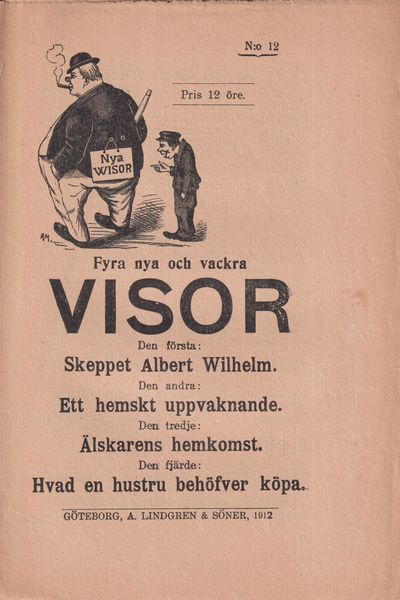 N:o 12
Pris 12 öre.
Nya
WISOR
AM.
Fyra nya och vackra
VISOR
Den första:
Skeppet Albert Wilhelm.
Den andra:
Ett hemskt uppvaknande.
Den tredje:
Älskarens hemkomst.
Den fjärde:
Hvad en hustru behöfver köpa.
GÖTEBORG, A. LINDGREN & SÖNER, 1912